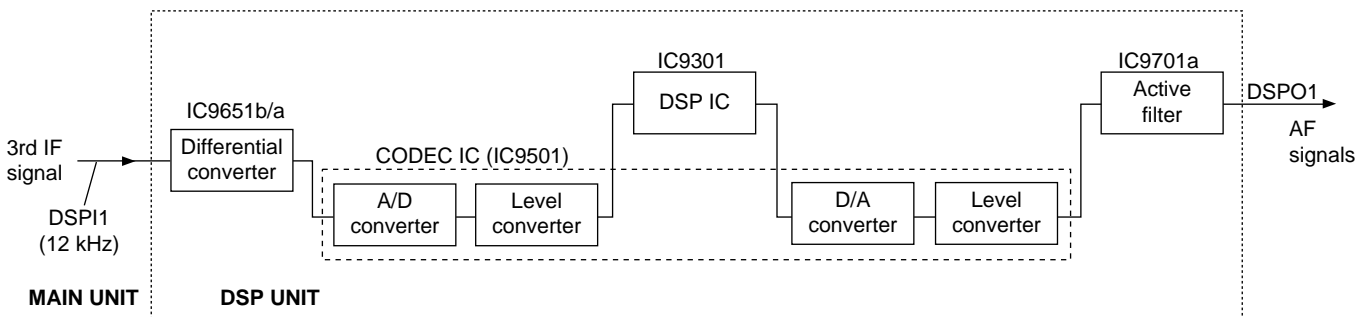 3rd IF
signal
DSPI1
(12 kHz)
MAIN UNIT
DSP UNIT
IC9651b/a
Differential
converter
CODEC IC (IC9501)
A/D
converter
Level
converter
IC9301
DSP IC
D/A
converter
Level
converter
IC9701a
Active
filter
DSPO1
AF
signals